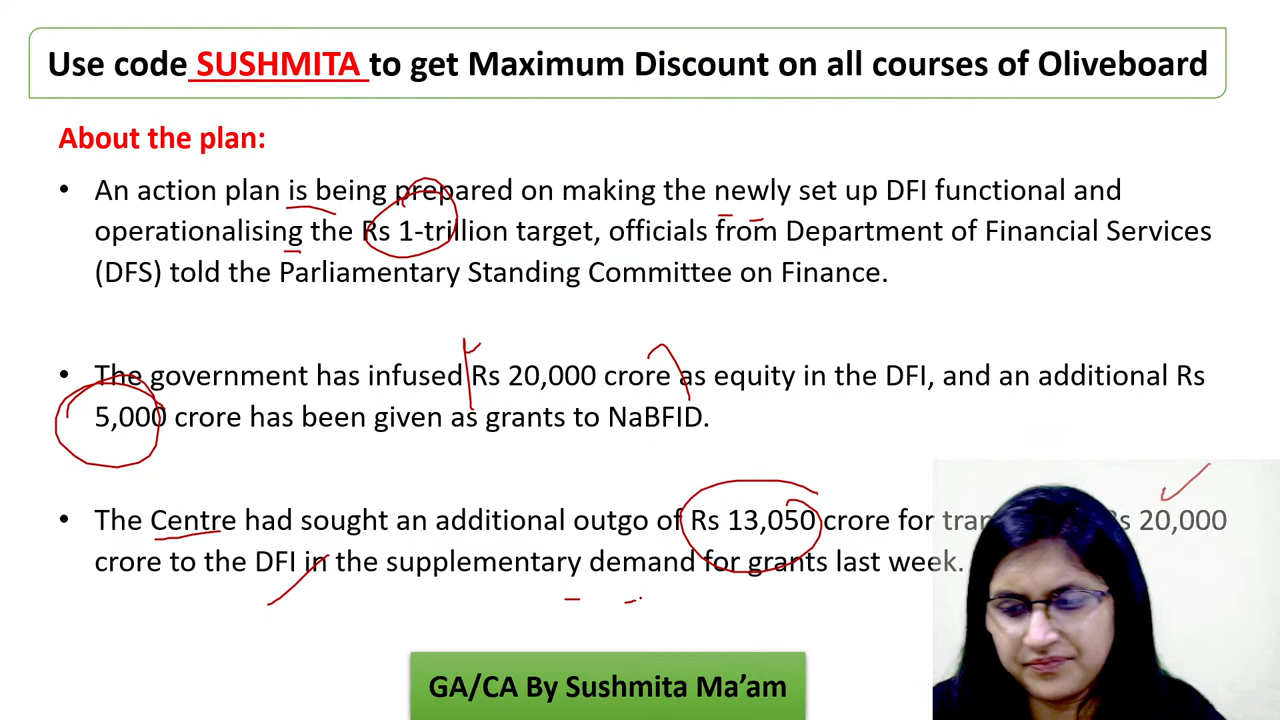 Use code SUSHMITA to get Maximum Discount on all courses of Oliveboard
About the plan:
• An action plan is being prepared on making the newly set up DFI functional and
operationalising the Rs 1-trillion target, officials from Department of Financial Services
(DFS) told the Parliamentary Standing Committee on Finance.
• The government has infused Rs 20,000 crore as equity in the DFI, and an additional Rs
5,000 crore has been given as grants to NaBFID.
• The Centre had sought an additional outgo of Rs 13,050 crore for Rs 20,000
crore to the DFI in the supplementary demand for grants last week.
GA/CA By Sushmita Ma’am